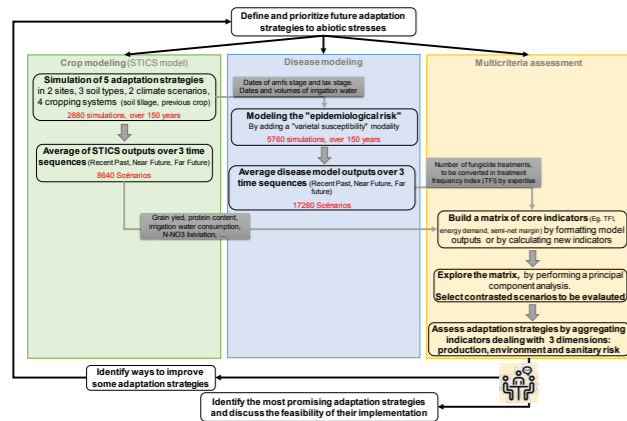 Define and prioritize future adaptation
strategies to abiotic stresses
Crop modeling (STICS model)
Simulation of 5 adaptation strategies
in 2 sites, 3 soil types, 2 climate scenarios,
4 cropping systems (soil tillage, previous crop)
2880 simulations, over 150 years
Average of STICS outputs over 3 time
sequences (Recent Past, Near Future, Far Future)
8640 Scénarios
Grain yied, protein content,
irrigation water consumption,
N-NO3 lixiviation, ...
Disease modeling
Dates of amfs stage and lax stage.
Dates and volumes of irrigation water
Modeling the "epidemiological risk"
By adding a "varietal susceptibility" modality
5760 simulations, over 150 years
Average disease model outputs over 3
time sequences (Recent Past, Near Future, Far
future)
17280 Scénarios
Multicriteria assessment
Number of fungicide treatments,
to be converted in treatment
frequency index (TFI) by expertise
Build a matrix of core indicators (Eg. TFI,
energy demand, semi-net margin) by formatting model
outputs or by calculating new indicators
Explore the matrix, by performing a principal
component analysis.
Select contrasted scenarios to be evalauted
Assess adaptation strategies by aggregating
indicators dealing with 3 dimensions:
production, environment and sanitary risk
Identify ways to improve
some adaptation strategies
Identify the most promising adaptation strategies
and discuss the feasibility of their implementation